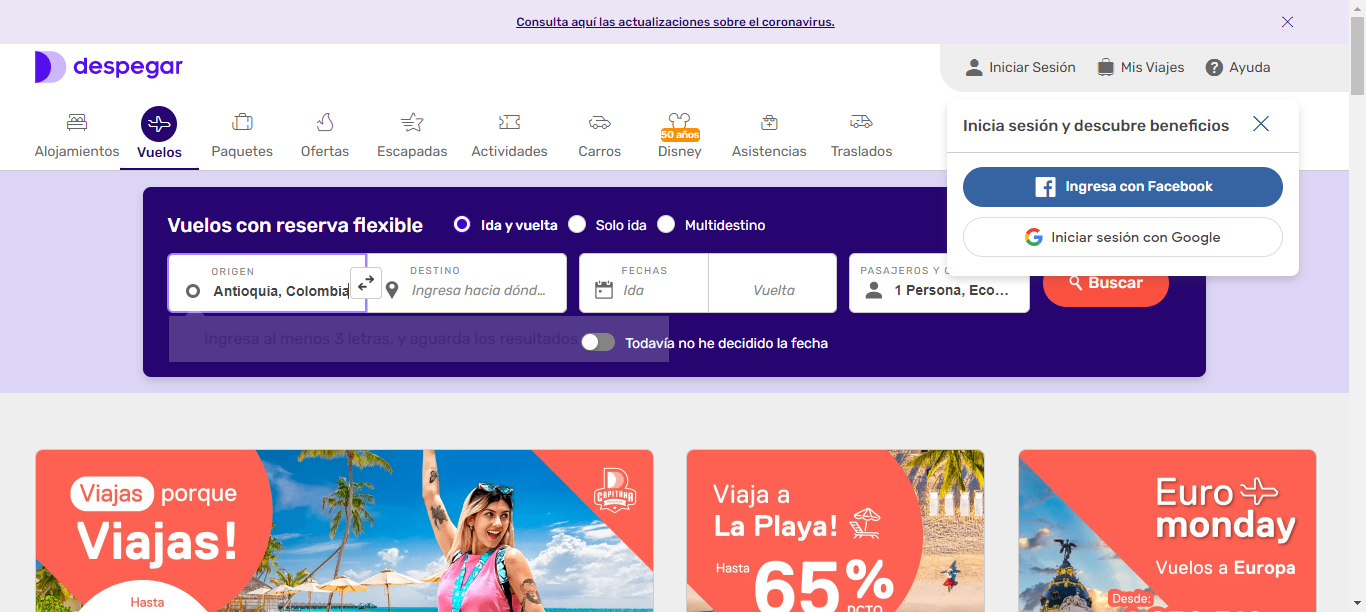 Consulta aquí las actualizaciones sobre el coronavirus.
despegar
Iniciar Sesión
Mis Viajes
Ayuda
Alojamientos
Vuelos
Paquetes
Ofertas
Escapadas
Actividades
Carros
50 años
Disney
Asistencias
Traslados
Inicia sesión y descubre beneficios
Ingresa con Facebook
Iniciar sesión con Google
Vuelos con reserva flexible
Ida y vuelta
Solo ida
Multidestino
ORIGEN
Antioquia, Colombia
DESTINO
Ingresa hacia dónd...
FECHAS
Ida
Vuelta
PASAJEROS Y
1 Persona, Eco...
Buscar
Ingresa al menos 3 letras, y aguarda los resultados
Todavía no he decidido la fecha
Viajas porque
Viajas!
Hasta
CAPITANA
Viaja a
La Playa!
Hasta
65%
DCTO
Euro
monday
Vuelos a Europa
Desde: